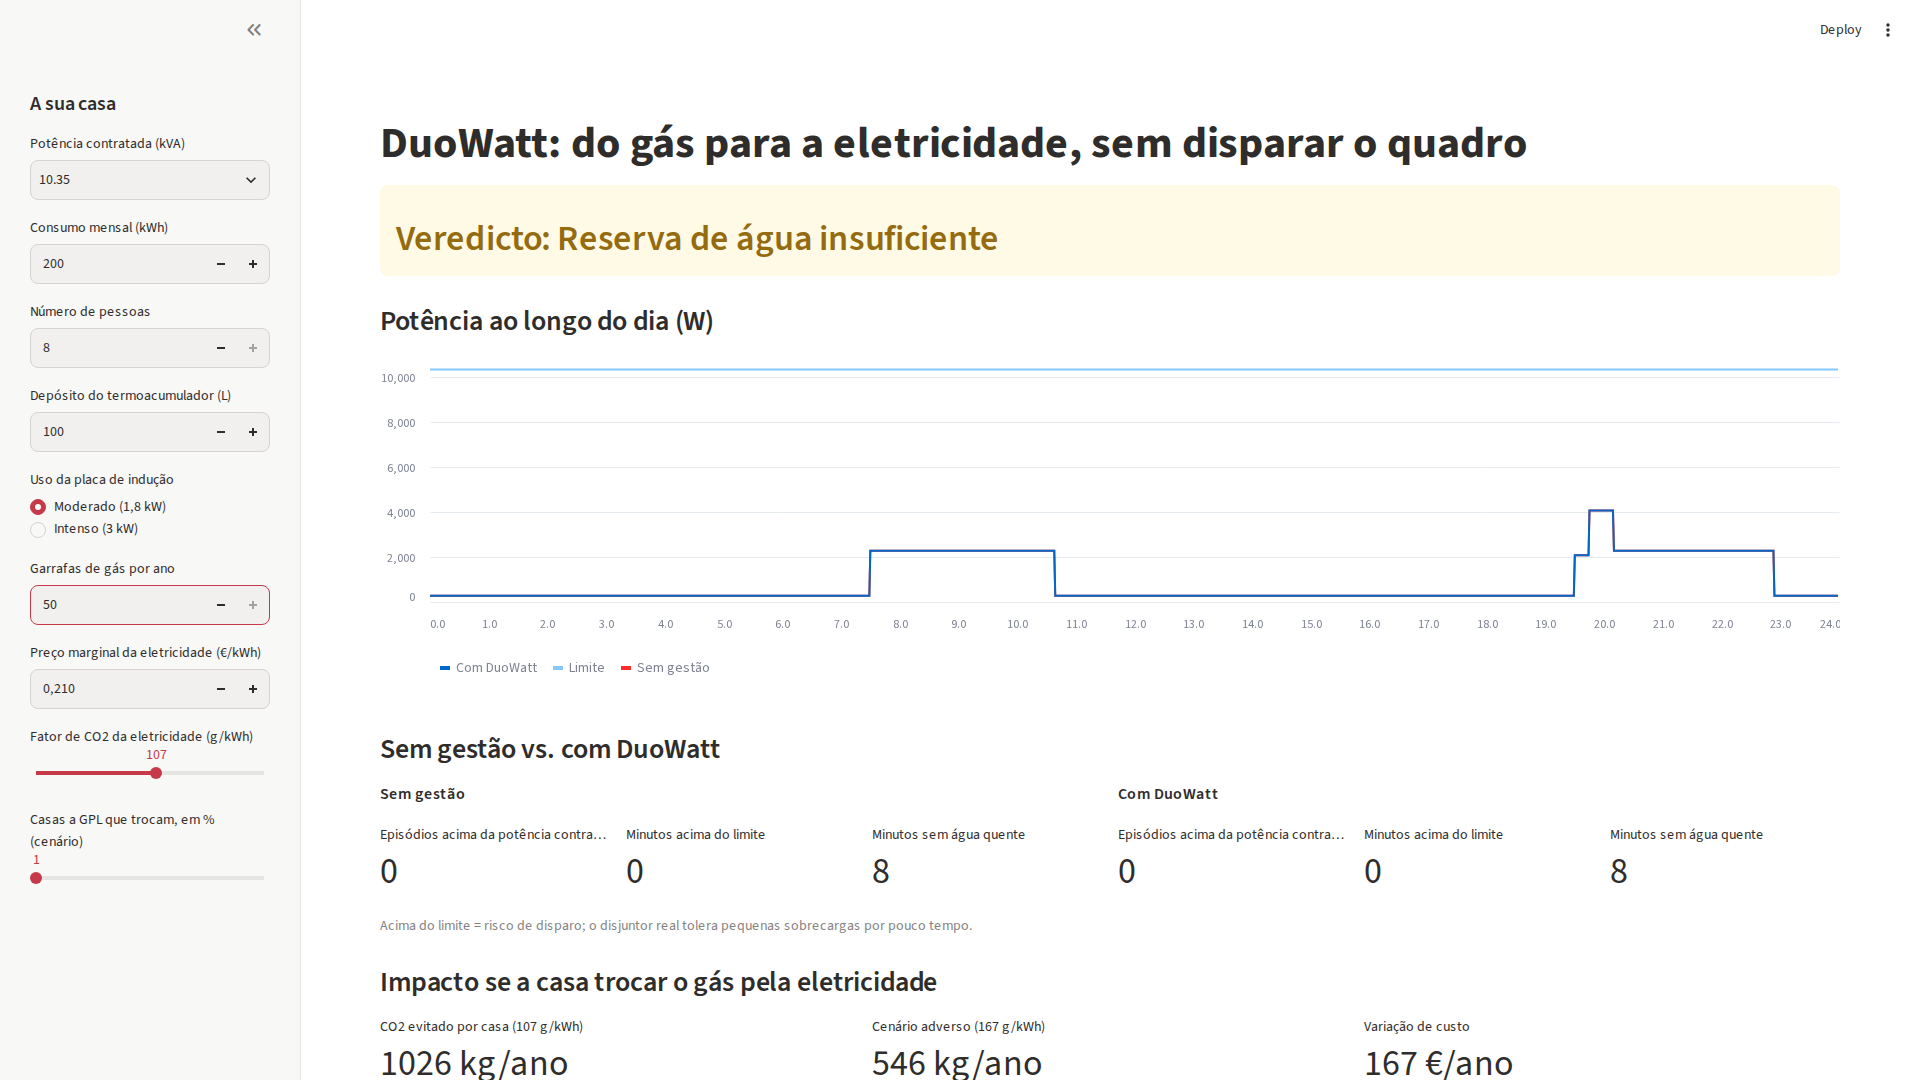 Deploy
A sua casa
Potência contratada (kVA)
10.35
Consumo mensal (kWh)
200
Número de pessoas
8
Depósito do termoacumulador (L)
100
Uso da placa de indução
Moderado (1,8 kW)
Intenso (3 kW)
Garrafas de gás por ano
50
Preço marginal da eletricidade (€/kWh)
0,210
Fator de CO2 da eletricidade (g/kWh)
107
Casas a GPL que trocam, em %
(cenário)
1
DuoWatt: do gás para a eletricidade, sem disparar o quadro
Veredicto: Reserva de água insuficiente
Potência ao longo do dia (W)
10,000
8,000
6,000
4,000
2,000
0
0.0 1.0 2.0 3.0 4.0 5.0 6.0 7.0 8.0 9.0 10.0 11.0 12.0 13.0 14.0 15.0 16.0 17.0 18.0 19.0 20.0 21.0 22.0 23.0 24.0
Com DuoWatt Limite Sem gestão
Sem gestão vs. com DuoWatt
Sem gestão Com DuoWatt
Episódios acima da potência contra... Minutos acima do limite Minutos sem água quente Episódios acima da potência contra... Minutos acima do limite Minutos sem água quente
0 0 8 0 0 8
Acima do limite = risco de disparo; o disjuntor real tolera pequenas sobrecargas por pouco tempo.
Impacto se a casa trocar o gás pela eletricidade
CO2 evitado por casa (107 g/kWh) Cenário adverso (167 g/kWh) Variação de custo
1026 kg/ano 546 kg/ano 167 €/ano